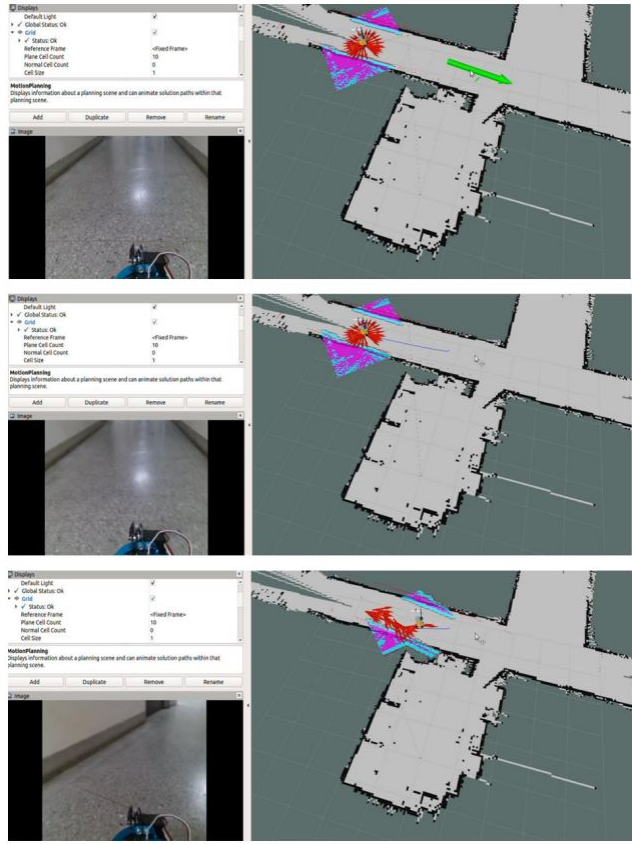 Displays
Default Light
Global Status: Ok
Grid
Status: Ok
Reference Frame <Fixed Frame>
Plane Cell Count 10
Normal Cell Count 0
Cell Size 1
MotionPlanning
Displays information about a planning scene and can animate solution paths within that
planning scene.
Add Duplicate Remove Rename
Image
Displays
Default Light
Global Status: Ok
Grid
Status: Ok
Reference Frame <Fixed Frame>
Plane Cell Count 10
Normal Cell Count 0
Cell Size 1
MotionPlanning
Displays information about a planning scene and can animate solution paths within that
planning scene.
Add Duplicate Remove Rename
Image
Displays
Default Light
Global Status: Ok
Grid
Status: Ok
Reference Frame <Fixed Frame>
Plane Cell Count 10
Normal Cell Count 0
Cell Size 1
MotionPlanning
Displays information about a planning scene and can animate solution paths within that
planning scene.
Add Duplicate Remove Rename
Image